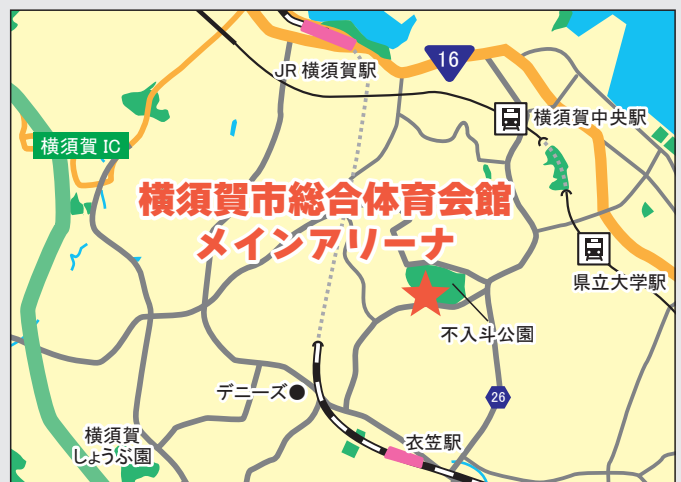 16
JR横須賀駅
横須賀中央駅
横須賀 IC
横須賀市総合体育会館
メインアリーナ
県立大学駅
不入斗公園
デニーズ
26
横須賀
しょうぶ園
衣笠駅